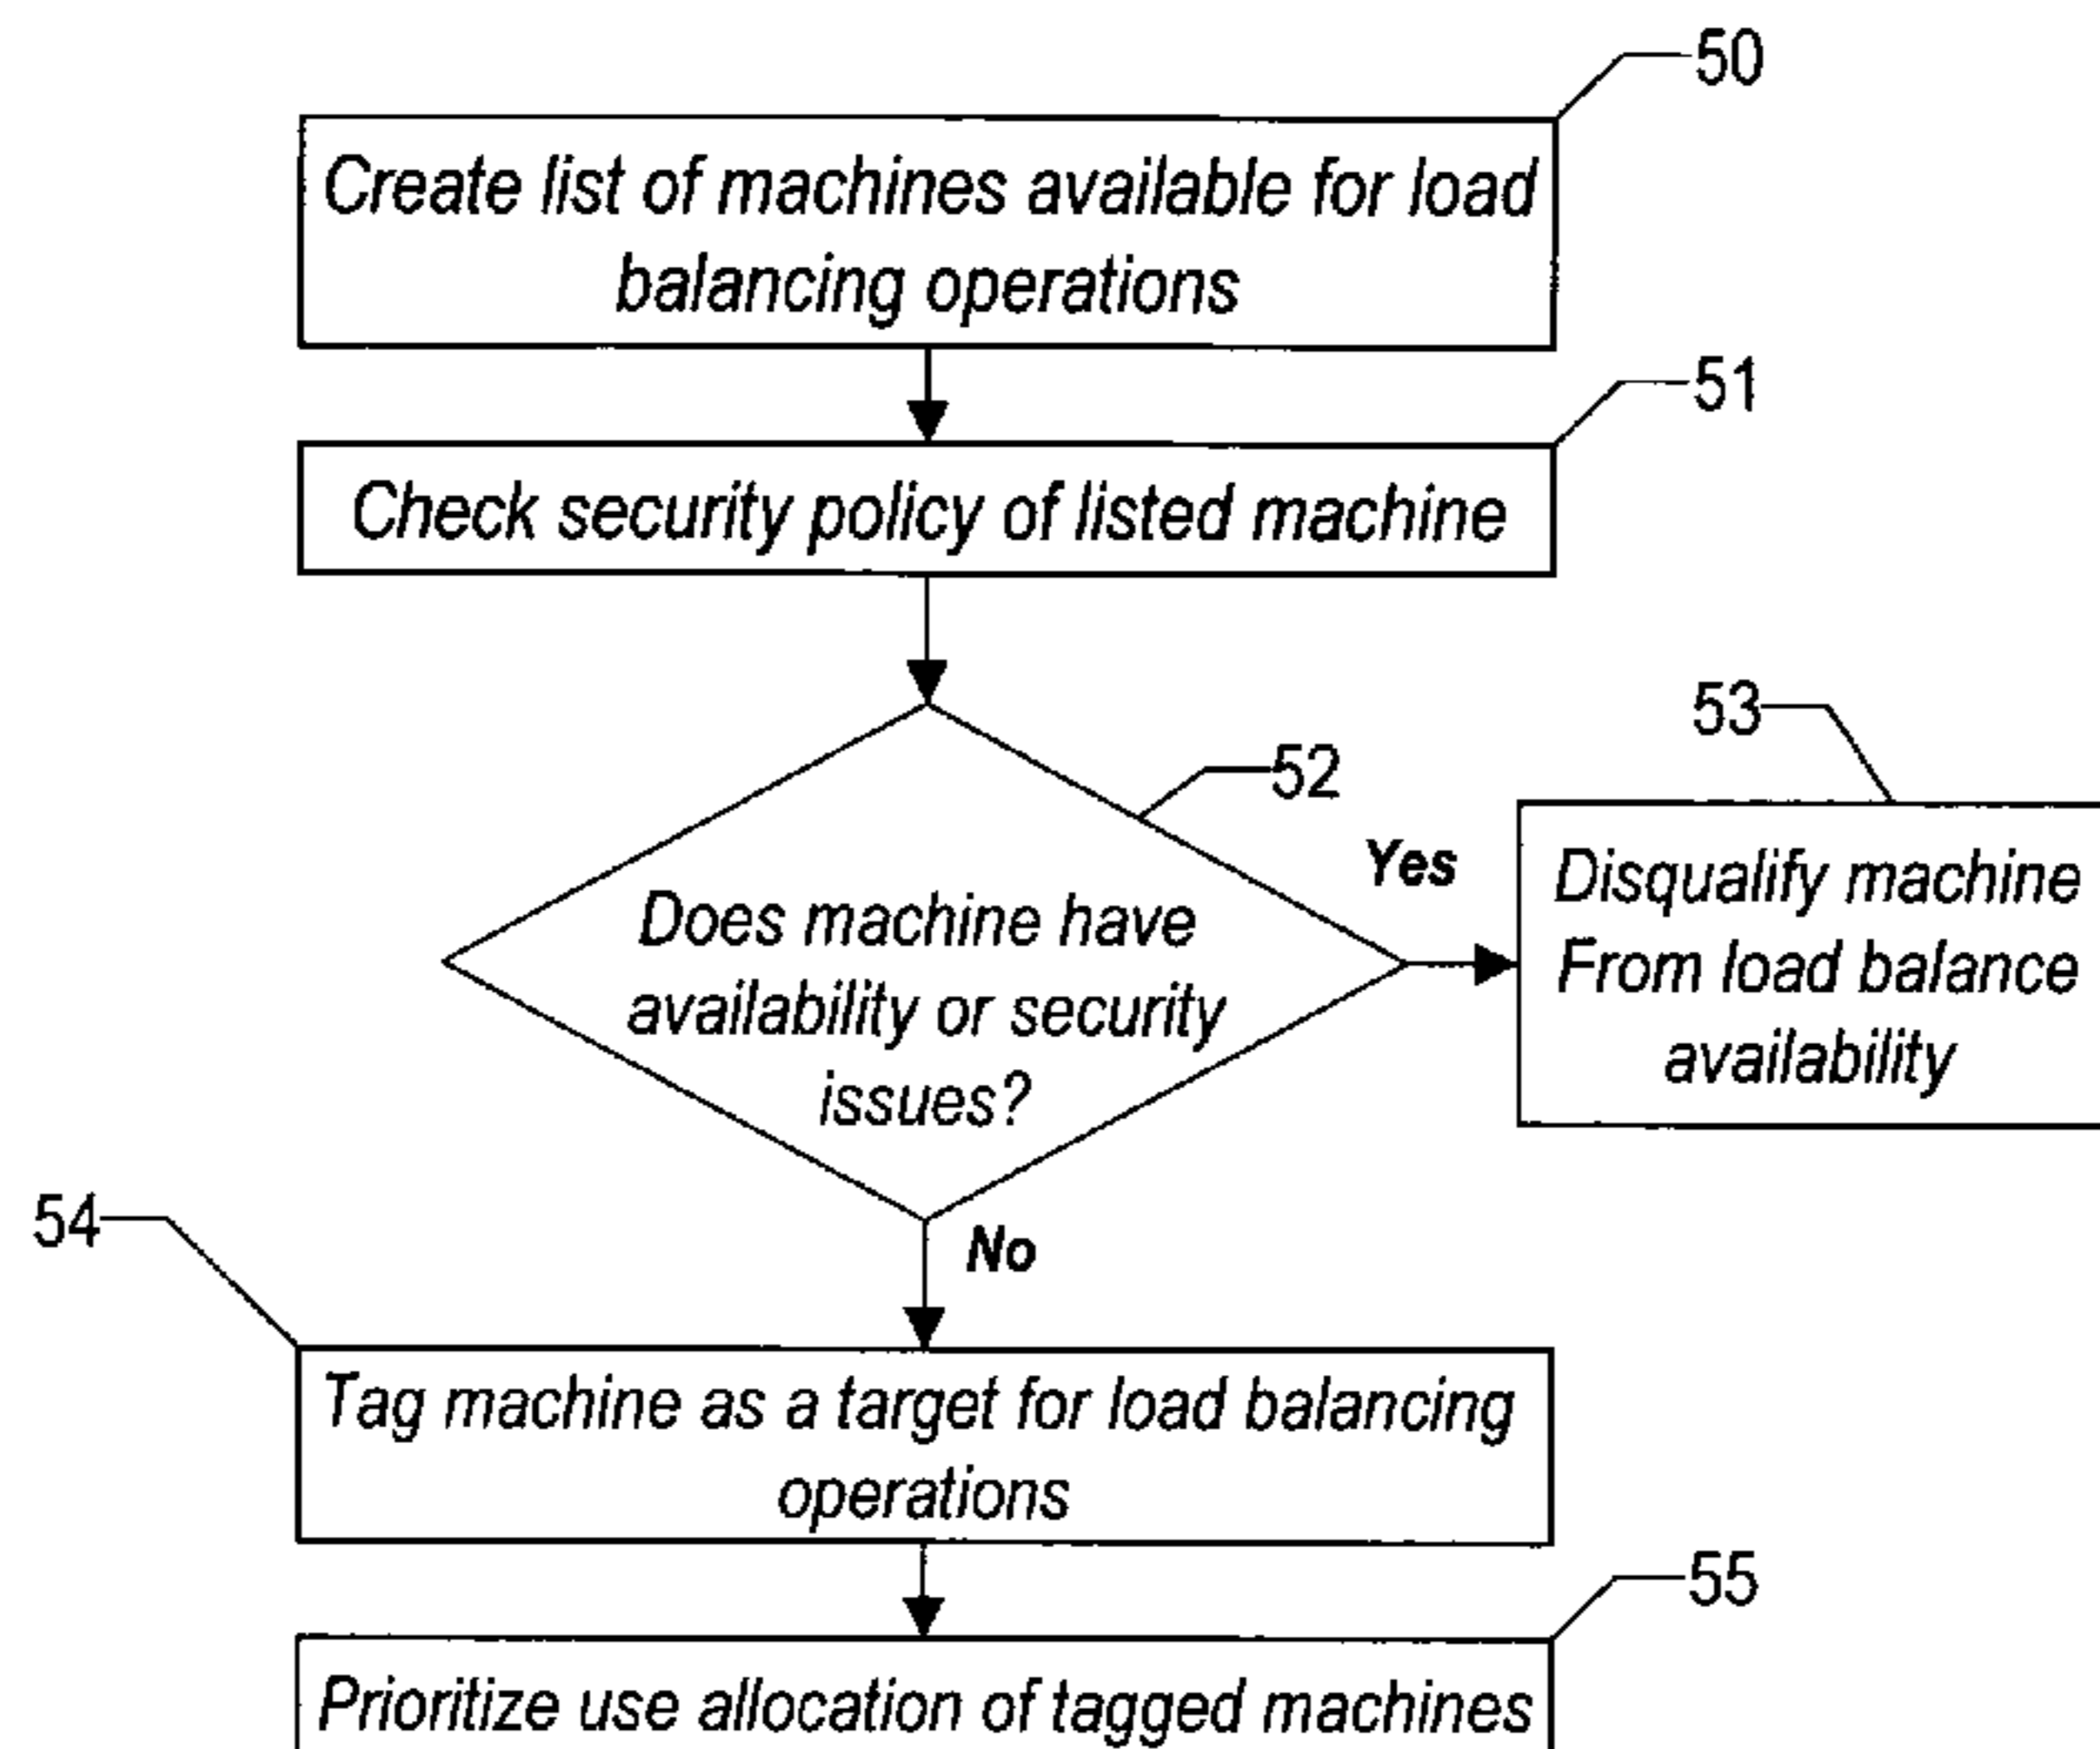 50
Create list of machines available for load
balancing operations
51
Check security policy of listed machine
52
Does machine have
availability or security
issues?
Yes
53
Disqualify machine
From load balance
availability
No
54
Tag machine as a target for load balancing
operations
55
Prioritize use allocation of tagged machines